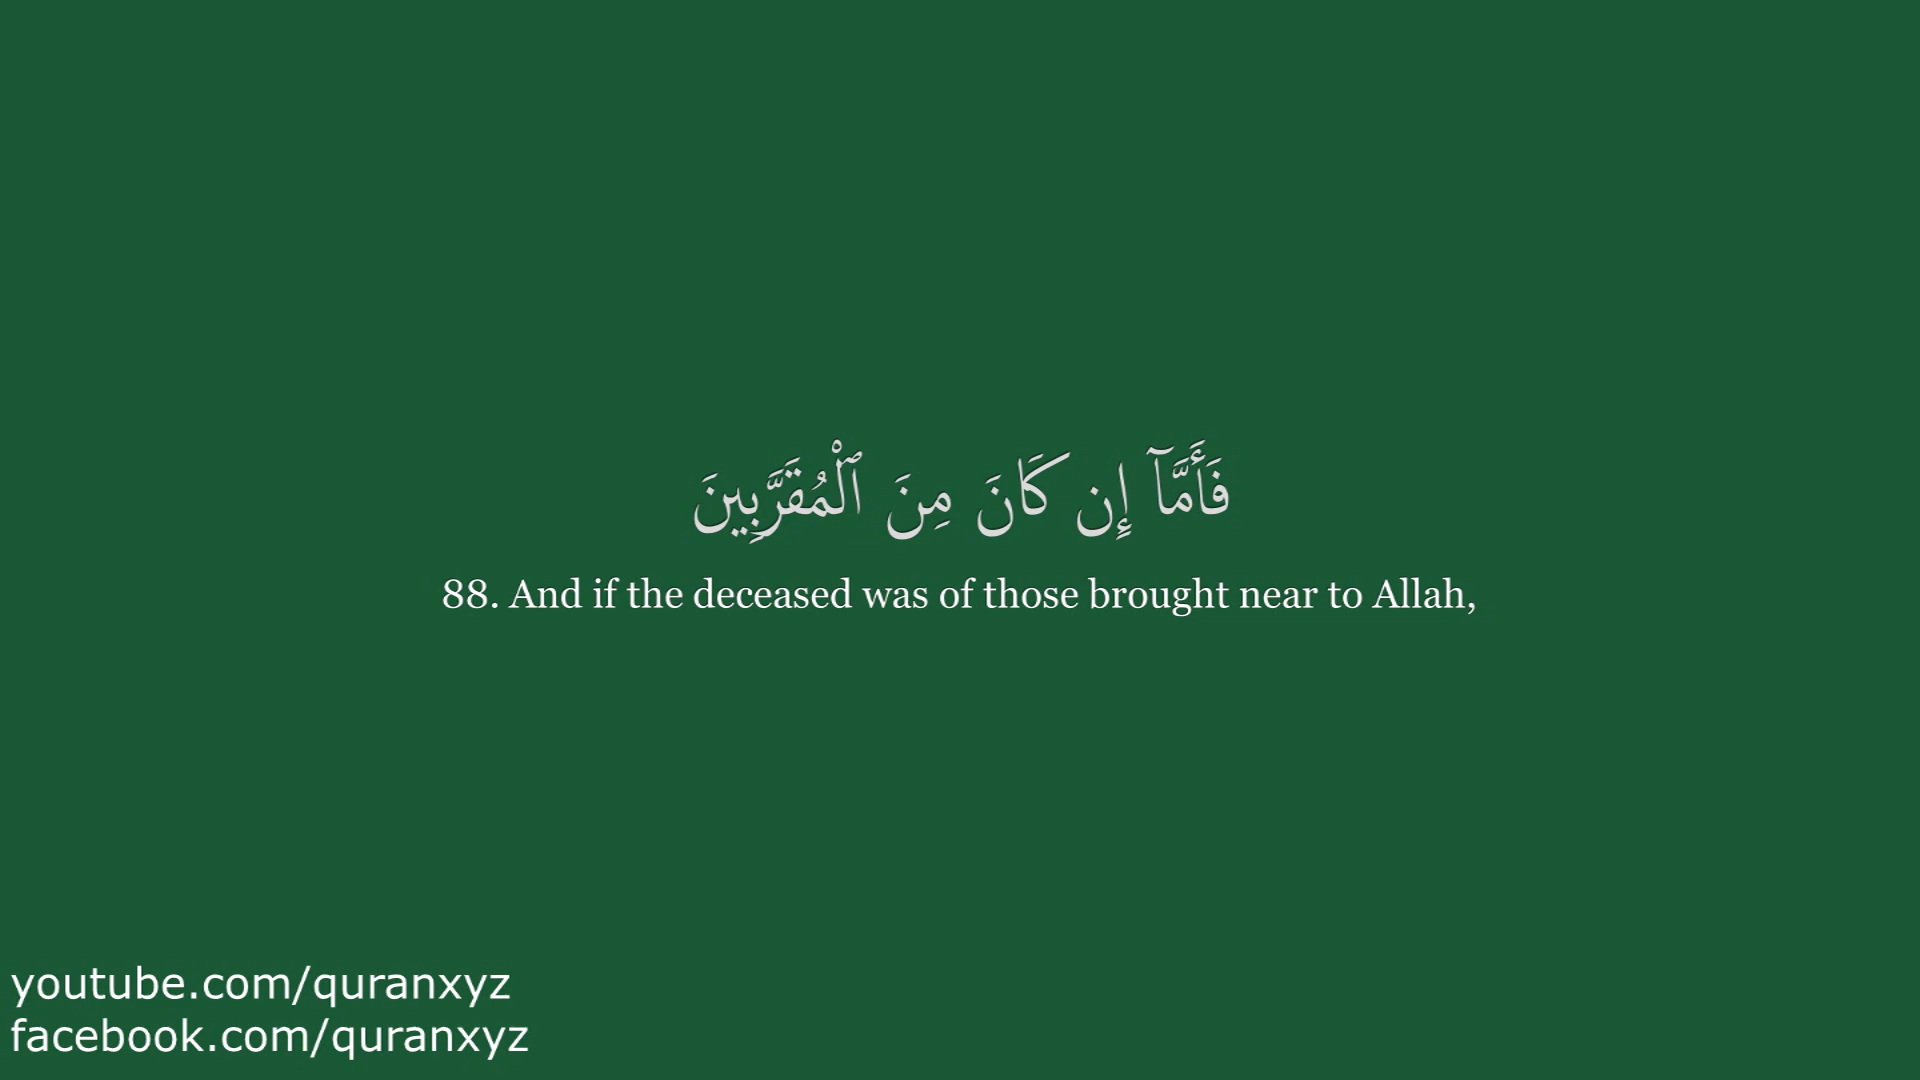 فَأَمَّآ إِن كَانَ مِنَ ٱلْمُقَرَّبِينَ
88. And if the deceased was of those brought near to Allah,
youtube.com/quranxyz
facebook.com/quranxyz